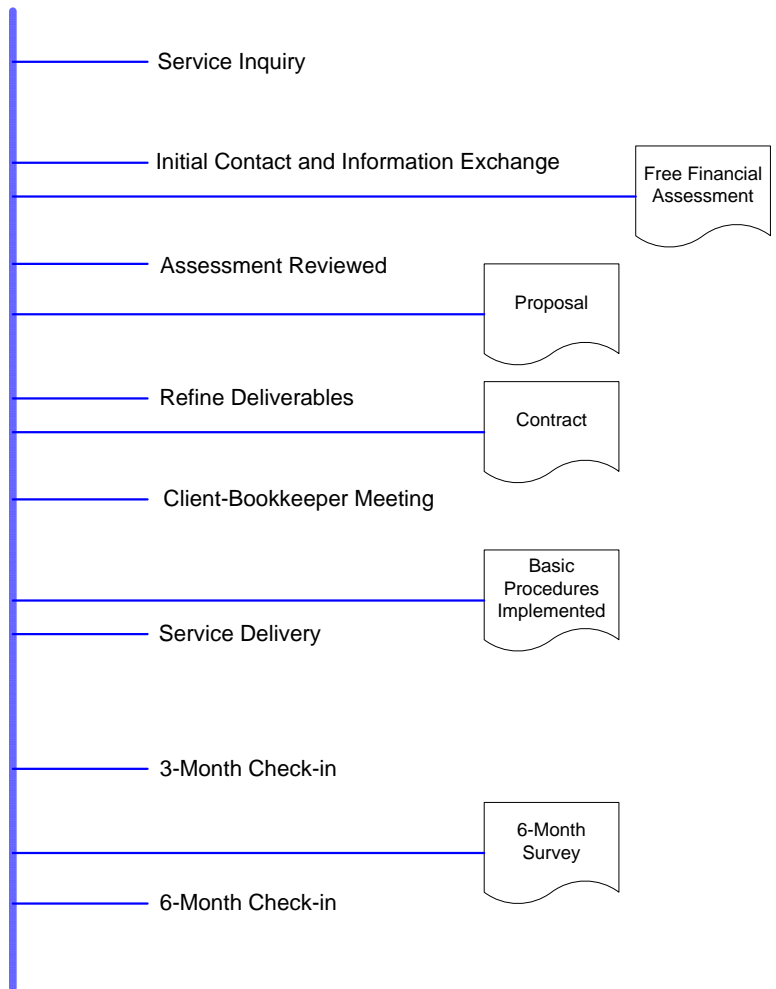 Service Inquiry
Initial Contact and Information Exchange
Free Financial
Assessment
Assessment Reviewed
Proposal
Refine Deliverables
Contract
Client-Bookkeeper Meeting
Basic
Procedures
Implemented
Service Delivery
3-Month Check-in
6-Month
Survey
6-Month Check-in